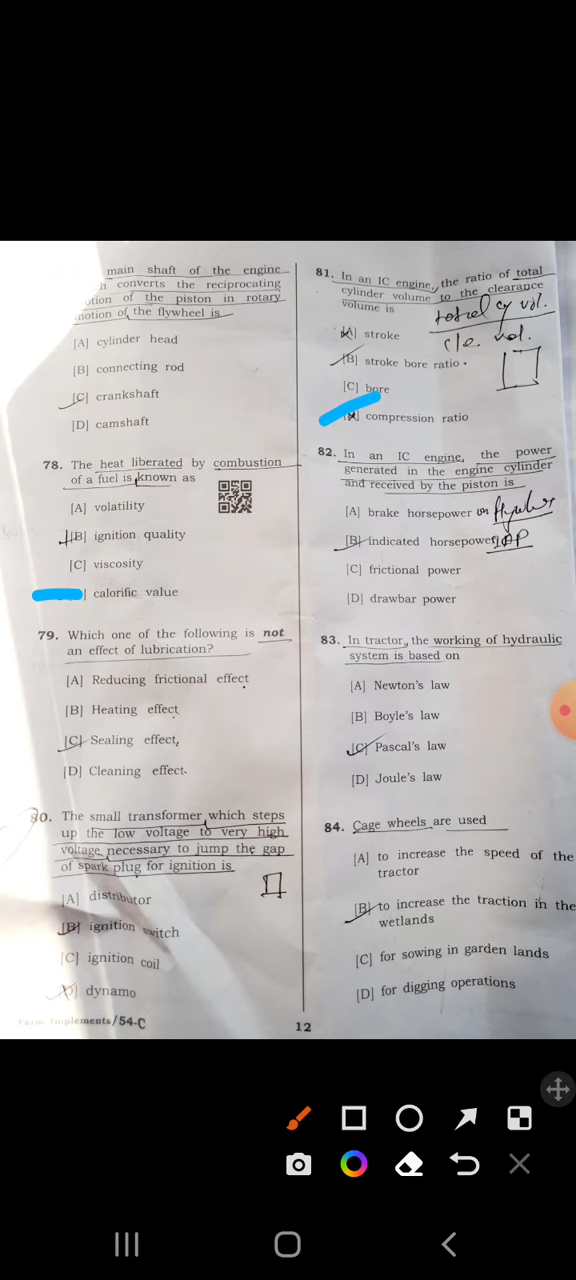 main shaft of the engine
converts the reciprocating
of the piston in rotary
motion of the flywheel is
[A] cylinder head
[B] connecting rod
[C] crankshaft
[D] camshaft
78. The heat liberated by combustion
of a fuel is known as
[A] volatility
[B] ignition quality
[C] viscosity
] calorific value
79. Which one of the following is not
an effect of lubrication?
[A] Reducing frictional effect
[B] Heating effect
[C] Sealing effect
[D] Cleaning effect
80. The small transformer which steps
up the low voltage to very high
voltage necessary to jump the gap
of spark plug for ignition is
[A] distributor
[B] ignition switch
[C] ignition coil
[D] dynamo
Farm Implements/54-C
81. In an IC engine, the ratio of total
cylinder volume to the clearance
volume is
total cy vol.
cle. vol.
[A] stroke
[B] stroke bore ratio
[C] bore
compression ratio
82. In an IC engine, the power
generated in the engine cylinder
and received by the piston is
[A] brake horsepower on flywheel
[B] indicated horsepower IHP
[C] frictional power
[D] drawbar power
83. In tractor, the working of hydraulic
system is based on
[A] Newton's law
[B] Boyle's law
[C] Pascal's law
[D] Joule's law
84. Cage wheels are used
[A] to increase the speed of the
tractor
[B] to increase the traction in the
wetlands
[C] for sowing in garden lands
[D] for digging operations
12